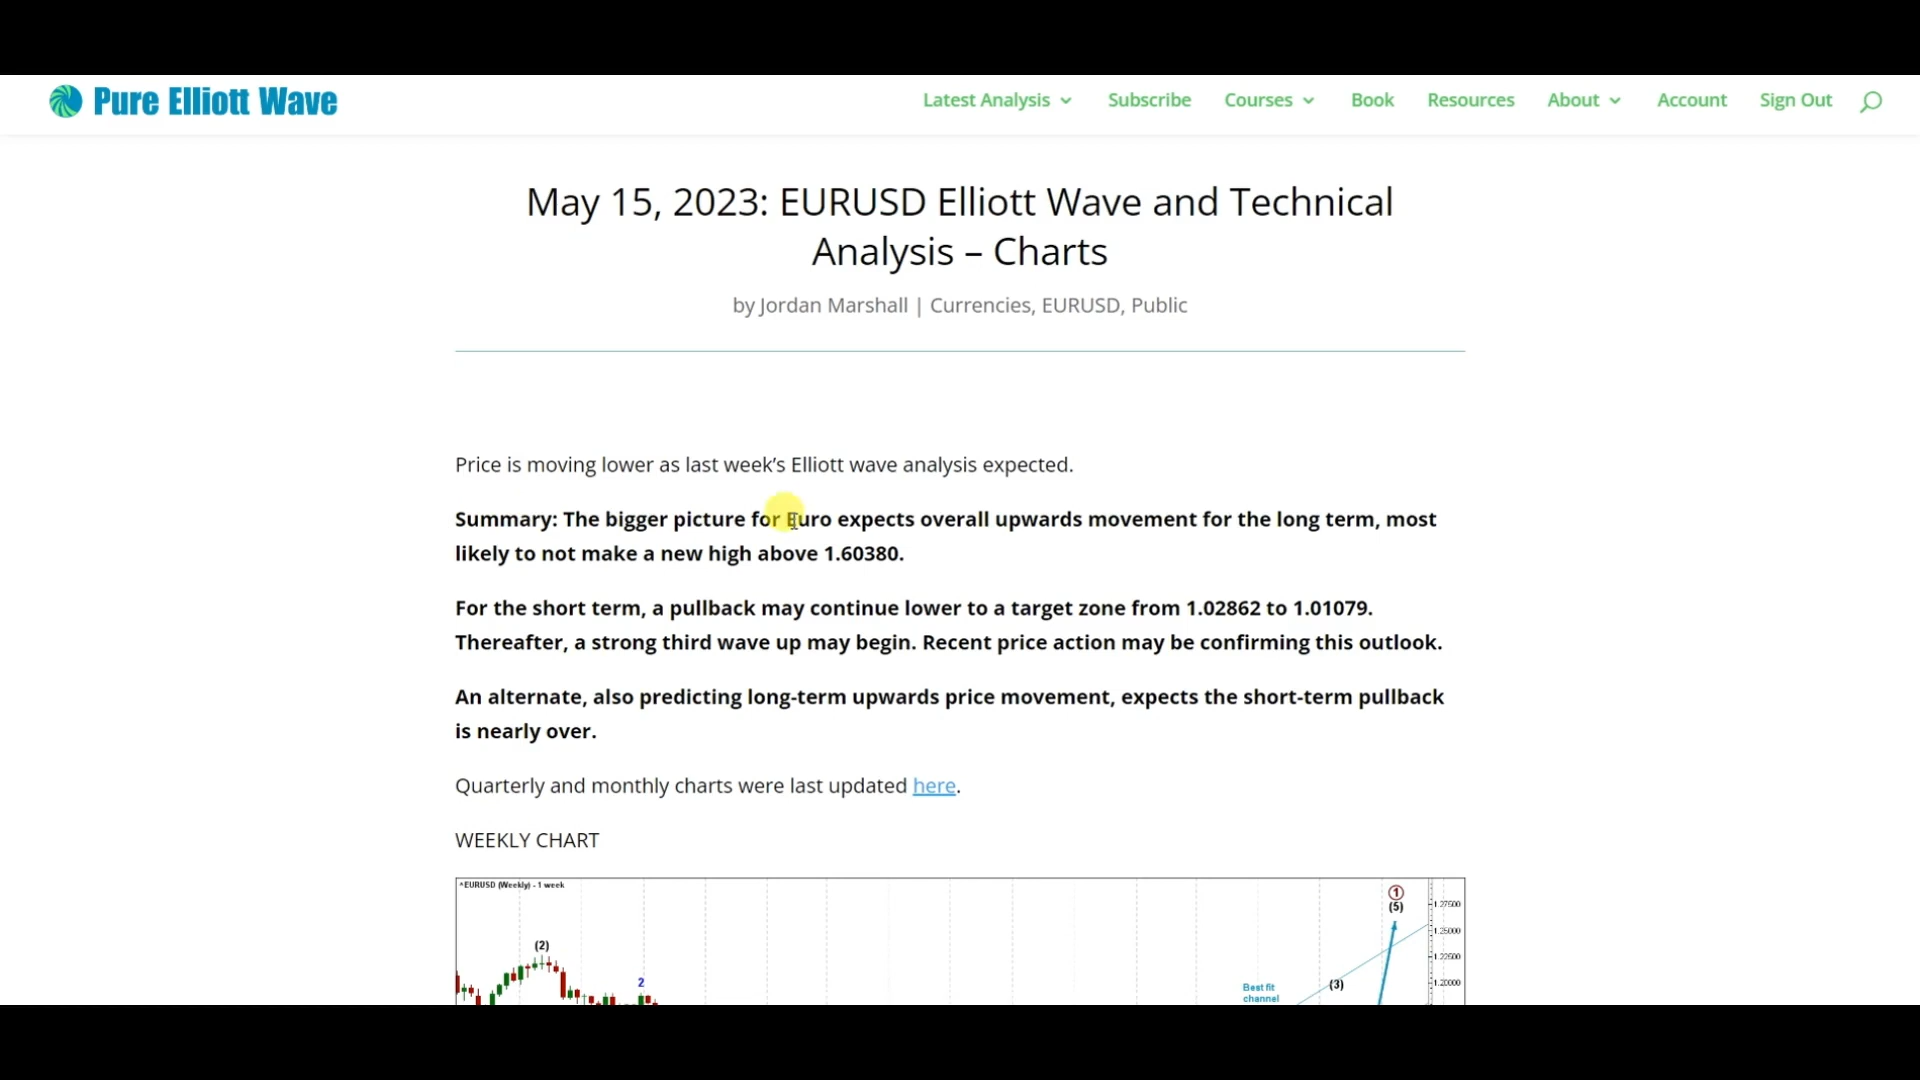 Pure Elliott Wave
Latest Analysis Subscribe Courses Book Resources About Account Sign Out
May 15, 2023: EURUSD Elliott Wave and Technical
Analysis – Charts
by Jordan Marshall | Currencies, EURUSD, Public
Price is moving lower as last week’s Elliott wave analysis expected.
Summary: The bigger picture for Euro expects overall upwards movement for the long term, most
likely to not make a new high above 1.60380.
For the short term, a pullback may continue lower to a target zone from 1.02862 to 1.01079.
Thereafter, a strong third wave up may begin. Recent price action may be confirming this outlook.
An alternate, also predicting long-term upwards price movement, expects the short-term pullback
is nearly over.
Quarterly and monthly charts were last updated here.
WEEKLY CHART
^EURUSD (Weekly) - 1 week
1
(5)
1.27500
1.25000
(2)
1.22500
2
1.20000
(3)
Best fit
channel